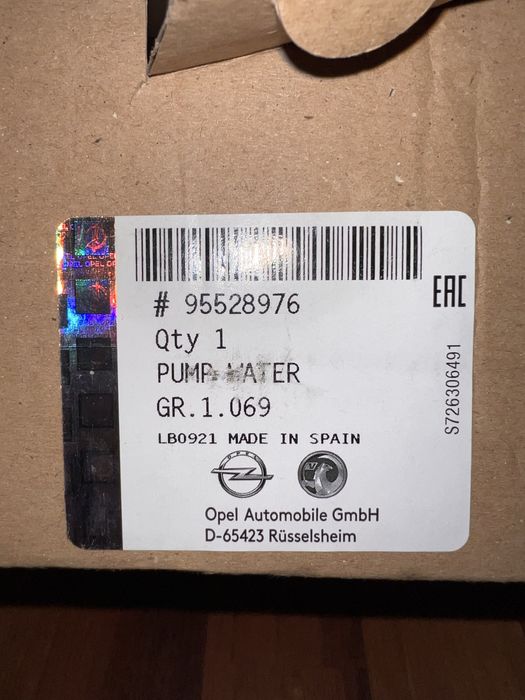 # 95528976
Qty 1
PUMP-WATER
GR.1.069
LB0921 MADE IN SPAIN
OPEL
Opel Automobile GmbH
D-65423 Rüsselsheim
EAC
S726306491